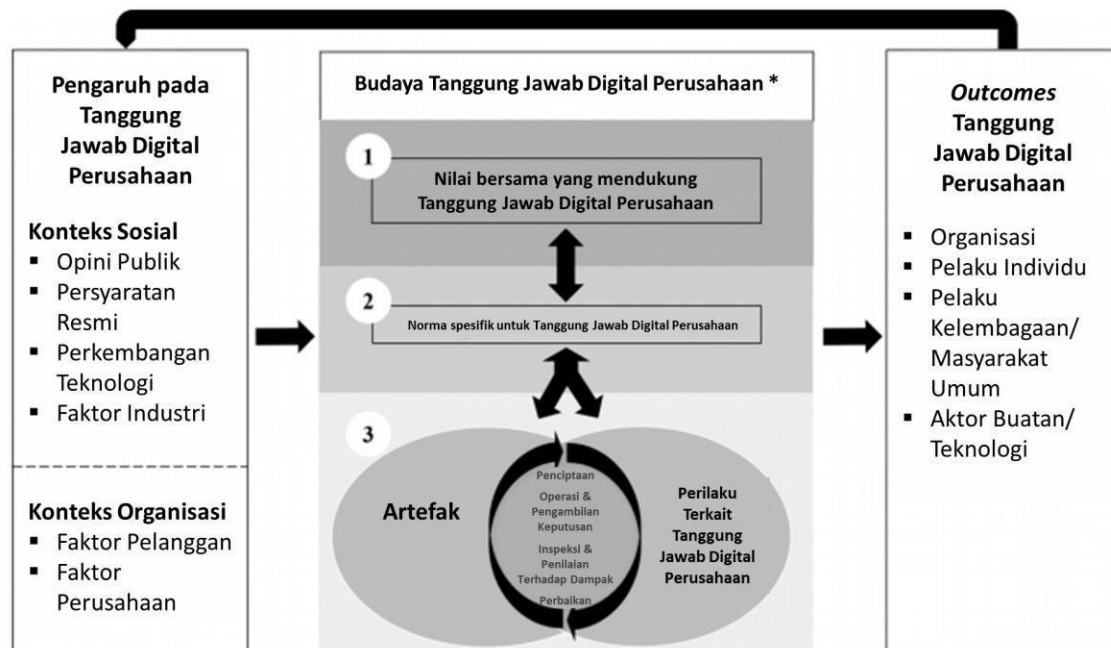 Pengaruh pada
Tanggung
Jawab Digital
Perusahaan
Konteks Sosial
▪ Opini Publik
▪ Persyaratan
Resmi
▪ Perkembangan
Teknologi
▪ Faktor Industri
Konteks Organisasi
▪ Faktor Pelanggan
▪ Faktor
Perusahaan
Budaya Tanggung Jawab Digital Perusahaan *
1
Nilai bersama yang mendukung
Tanggung Jawab Digital Perusahaan
2
Norma spesifik untuk Tanggung Jawab Digital Perusahaan
3
Artefak
Penciptaan
Operasi &
Pengambilan
Keputusan
Inspeksi &
Penilaian
Terhadap Dampak
Perbaikan
Perilaku
Terkait
Tanggung
Jawab Digital
Perusahaan
Outcomes
Tanggung
Jawab Digital
Perusahaan
▪ Organisasi
▪ Pelaku Individu
▪ Pelaku
Kelembagaan/
Masyarakat
Umum
▪ Aktor Buatan/
Teknologi